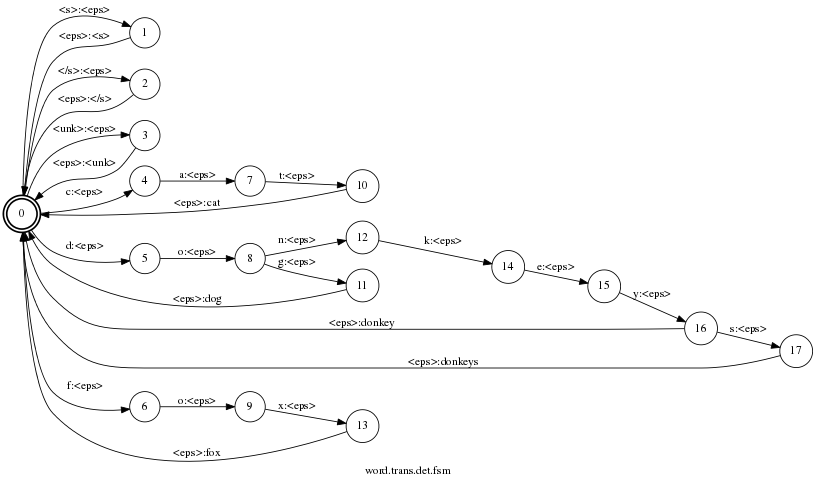 <s>:<eps>
1
<eps>:<s>
</s>:<eps>
2
<eps>:</s>
<unk>:<eps>
3
<eps>:<unk>
c:<eps>
4
a:<eps>
7
t:<eps>
10
<eps>:cat
0
d:<eps>
5
o:<eps>
8
n:<eps>
12
k:<eps>
14
e:<eps>
15
y:<eps>
16
s:<eps>
17
g:<eps>
11
<eps>:dog
<eps>:donkey
<eps>:donkeys
f:<eps>
6
o:<eps>
9
x:<eps>
13
<eps>:fox
word.trans.det.fsm